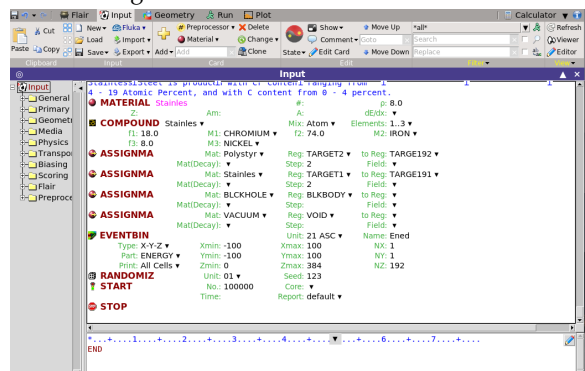 Flair Input Geometry Run Plot Calculator
Paste Cut Copy New Load Save Fluka Import Export Add # Preprocessor Material Add Delete Change Clone State Show Comment Edit Card Move Up Goto Move Down *all* Search Replace Refresh Viewer Editor
Clipboard Input Card Edit Filter View
Input
Input
General
Primary
Geometr
Media
Physics
Transpo
Biasing
Scoring
Flair
Preproce
4 - 19 Atomic Percent, and with C content from 0 - 4 percent.
MATERIAL Stainles #: ρ: 8.0
Z: Am: A: dE/dx:
COMPOUND Stainles Mix: Atom Elements: 1..3
f1: 18.0 M1: CHROMIUM f2: 74.0 M2: IRON
f3: 8.0 M3: NICKEL
ASSIGNMA Mat: Polystyr Reg: TARGET2 to Reg: TARGE192
Mat(Decay): Step: 2 Field:
ASSIGNMA Mat: Stainles Reg: TARGET1 to Reg: TARGE191
Mat(Decay): Step: 2 Field:
ASSIGNMA Mat: BLCKHOLE Reg: BLKBODY to Reg:
Mat(Decay): Step: Field:
ASSIGNMA Mat: VACUUM Reg: VOID to Reg:
Mat(Decay): Step: Field:
EVENTBIN Unit: 21 ASC Name: Ened
Type: X-Y-Z Xmin: -100 Xmax: 100 NX: 1
Part: ENERGY Ymin: -100 Ymax: 100 NY: 1
Print: All Cells Zmin: 0 Zmax: 384 NZ: 192
RANDOMIZ Unit: 01 Seed: 123
START No.: 100000 Core:
Time: Report: default
STOP
*...+....1....+....2....+....3....+....4....+.......+....6....+....7....+....
END